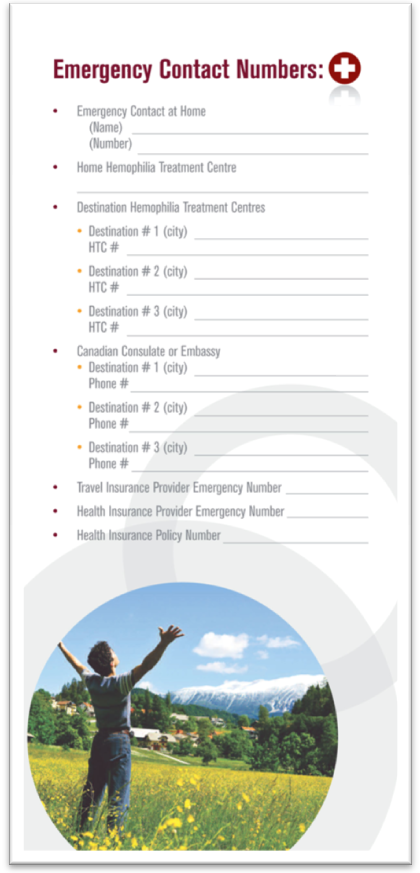 Emergency Contact Numbers:
• Emergency Contact at Home
(Name)
(Number)
• Home Hemophilia Treatment Centre
• Destination Hemophilia Treatment Centres
• Destination # 1 (city)
HTC #
• Destination # 2 (city)
HTC #
• Destination # 3 (city)
HTC #
• Canadian Consulate or Embassy
• Destination # 1 (city)
Phone #
• Destination # 2 (city)
Phone #
• Destination # 3 (city)
Phone #
• Travel Insurance Provider Emergency Number
• Health Insurance Provider Emergency Number
• Health Insurance Policy Number